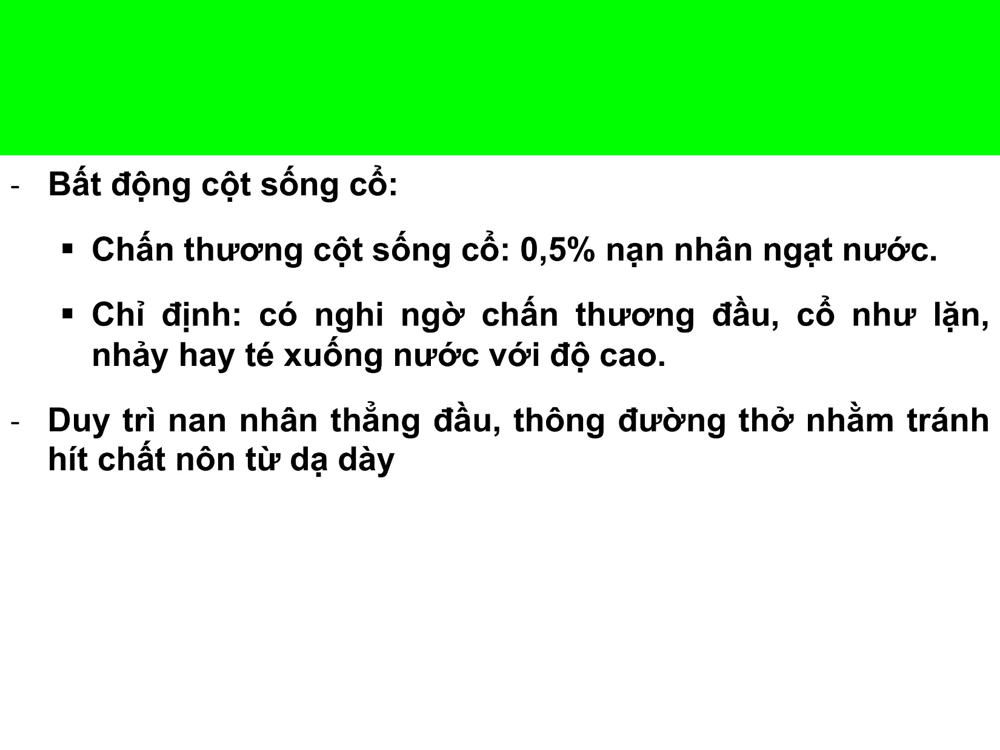 - Bất động cột sống cổ:
▪ Chấn thương cột sống cổ: 0,5% nạn nhân ngạt nước.
▪ Chỉ định: có nghi ngờ chấn thương đầu, cổ như lặn,
nhảy hay té xuống nước với độ cao.
- Duy trì nan nhân thẳng đầu, thông đường thở nhằm tránh
hít chất nôn từ dạ dày